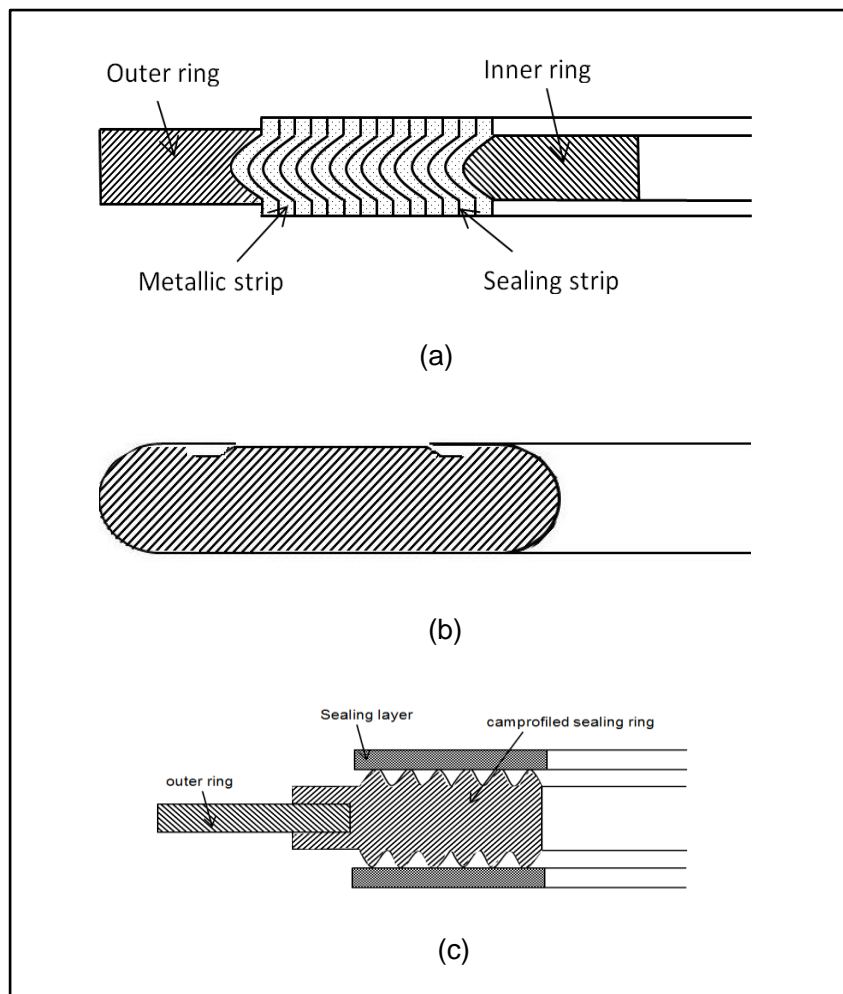 Outer ring
Inner ring
Metallic strip
Sealing strip
(a)
(b)
Sealing layer
camprofiled sealing ring
outer ring
(c)